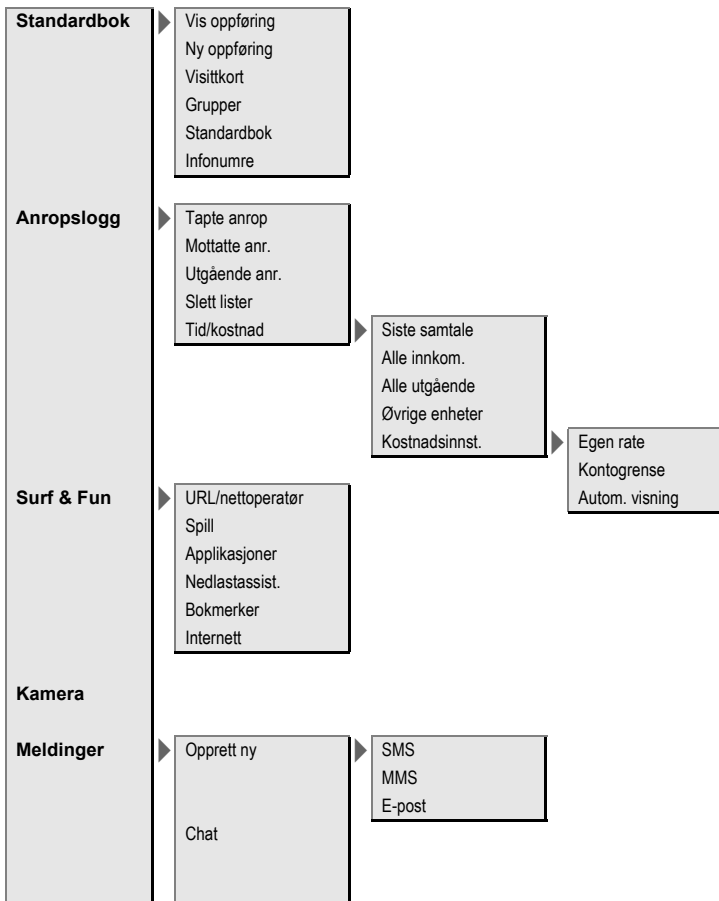 Standardbok
Vis oppføring
Ny oppføring
Visittkort
Grupper
Standardbok
Infonumre
Anropslogg
Tapte anrop
Mottatte anr.
Utgående anr.
Slett lister
Tid/kostnad
Siste samtale
Alle innkom.
Alle utgående
Øvrige enheter
Kostnadsinnst.
Egen rate
Kontogrense
Autom. visning
Surf & Fun
URL/nettoperatør
Spill
Applikasjoner
Nedlastassist.
Bokmerker
Internett
Kamera
Meldinger
Opprett ny
SMS
MMS
E-post
Chat